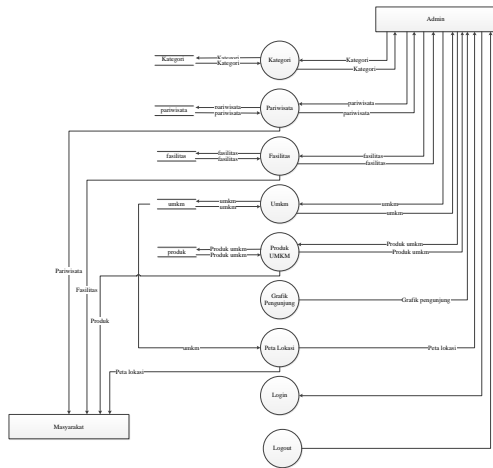 Admin
Kategori
Kategori
Kategori
Kategori
Kategori
Kategori
pariwisata
pariwisata
pariwisata
Pariwisata
pariwisata
pariwisata
fasilitas
fasilitas
fasilitas
Fasilitas
fasilitas
fasilitas
umkm
umkm
umkm
Umkm
umkm
umkm
produk
Produk umkm
Produk umkm
Produk
UMKM
Produk umkm
Produk umkm
Pariwisata
Fasilitas
Produk
Grafik
Pengunjung
Grafik pengunjung
umkm
Peta Lokasi
Peta lokasi
Peta lokasi
Login
Masyarakat
Logout